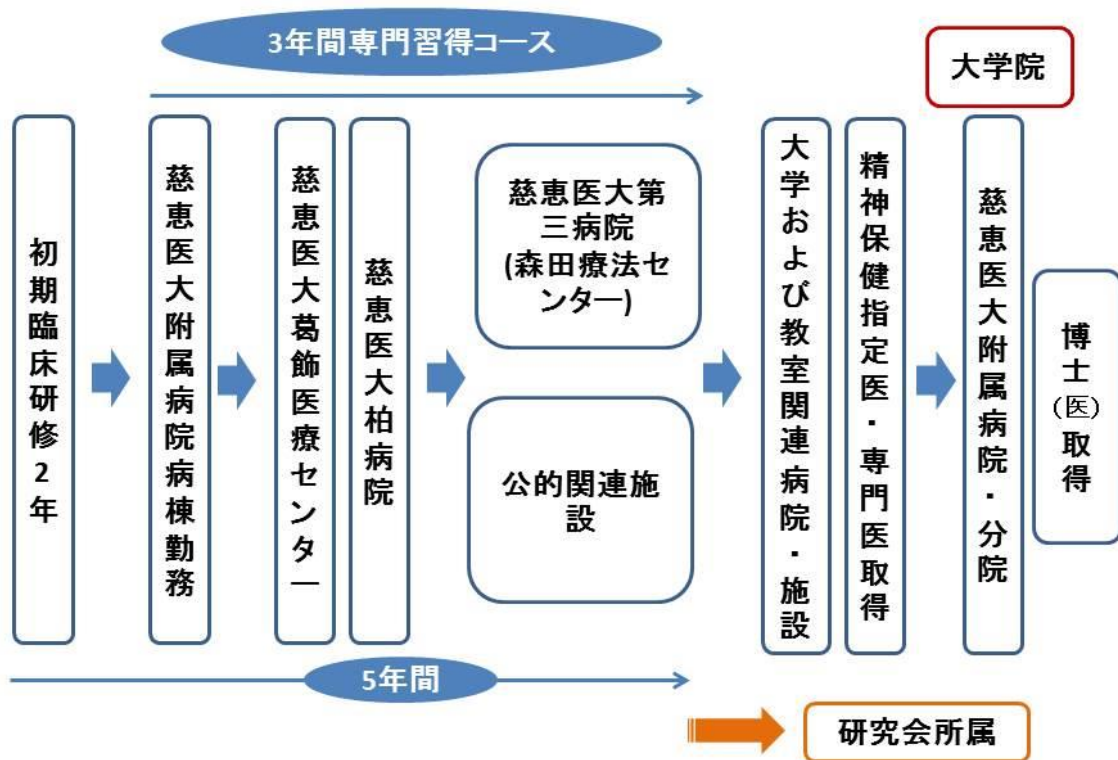 3年間専門習得コース
大学院
初期臨床研修2年
慈恵医大附属病院病棟勤務
慈恵医大葛飾医療センター
慈恵医大柏病院
慈恵医大第
三病院
(森田療法セ
ンター)
公的関連施
設
大学および教室関連病院・施設
精神保健指定医・専門医取得
慈恵医大附属病院・分院
博士(医)取得
5年間
研究会所属